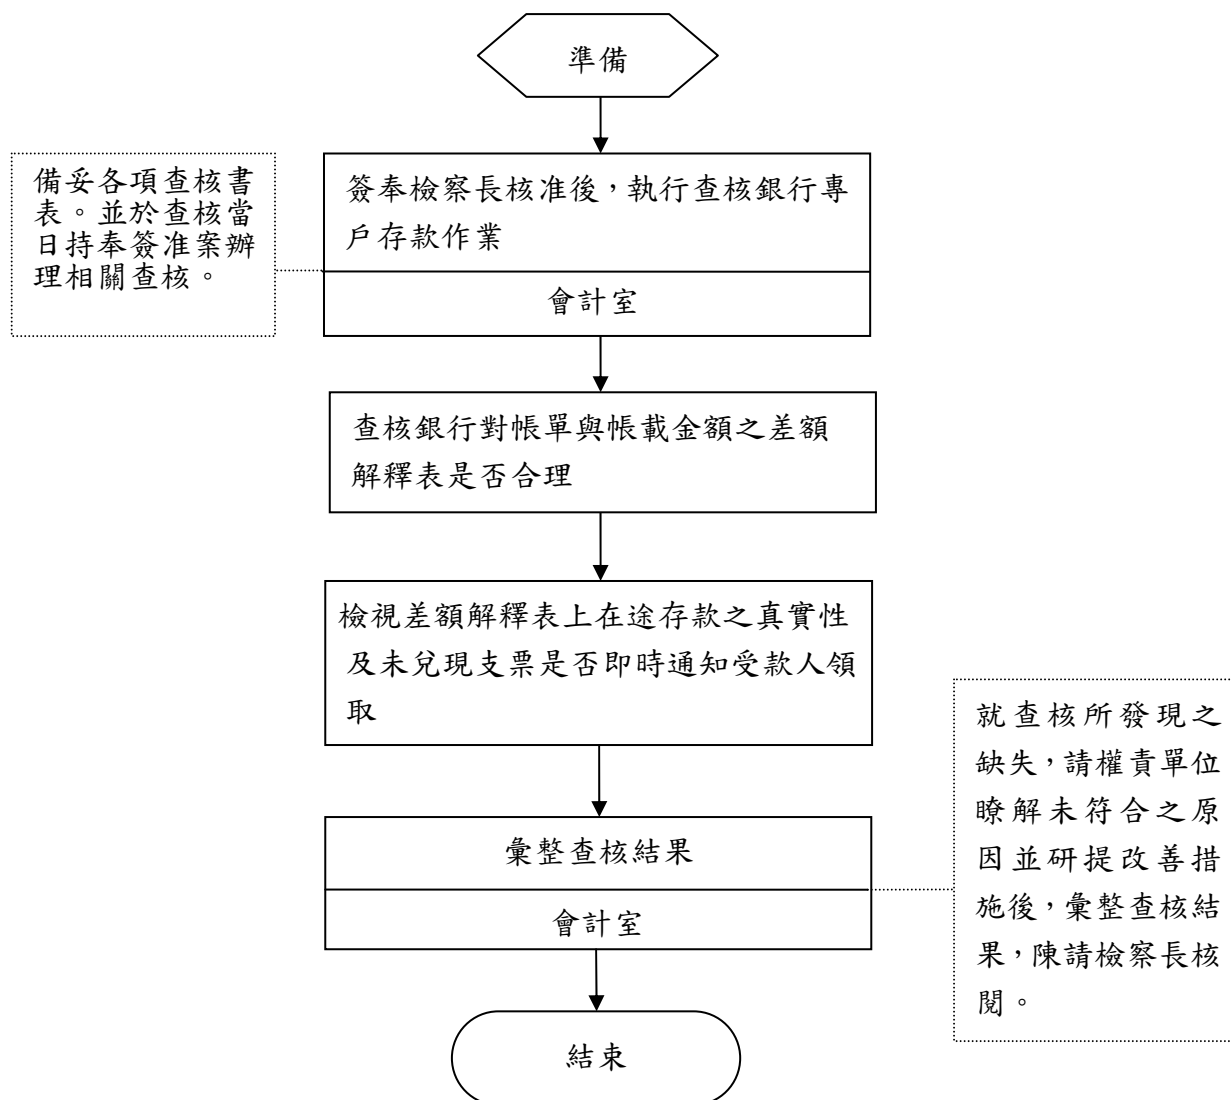 準備
備妥各項查核書
表。並於查核當
日持奉簽准案辦
理相關查核。
簽奉檢察長核准後，執行查核銀行專
戶存款作業
會計室
查核銀行對帳單與帳載金額之差額
解釋表是否合理
檢視差額解釋表上在途存款之真實性
及未兌現支票是否即時通知受款人領
取
彙整查核結果
會計室
就查核所發現之
缺失，請權責單位
瞭解未符合之原
因並研提改善措
施後，彙整查核結
果，陳請檢察長核
閱。
結束